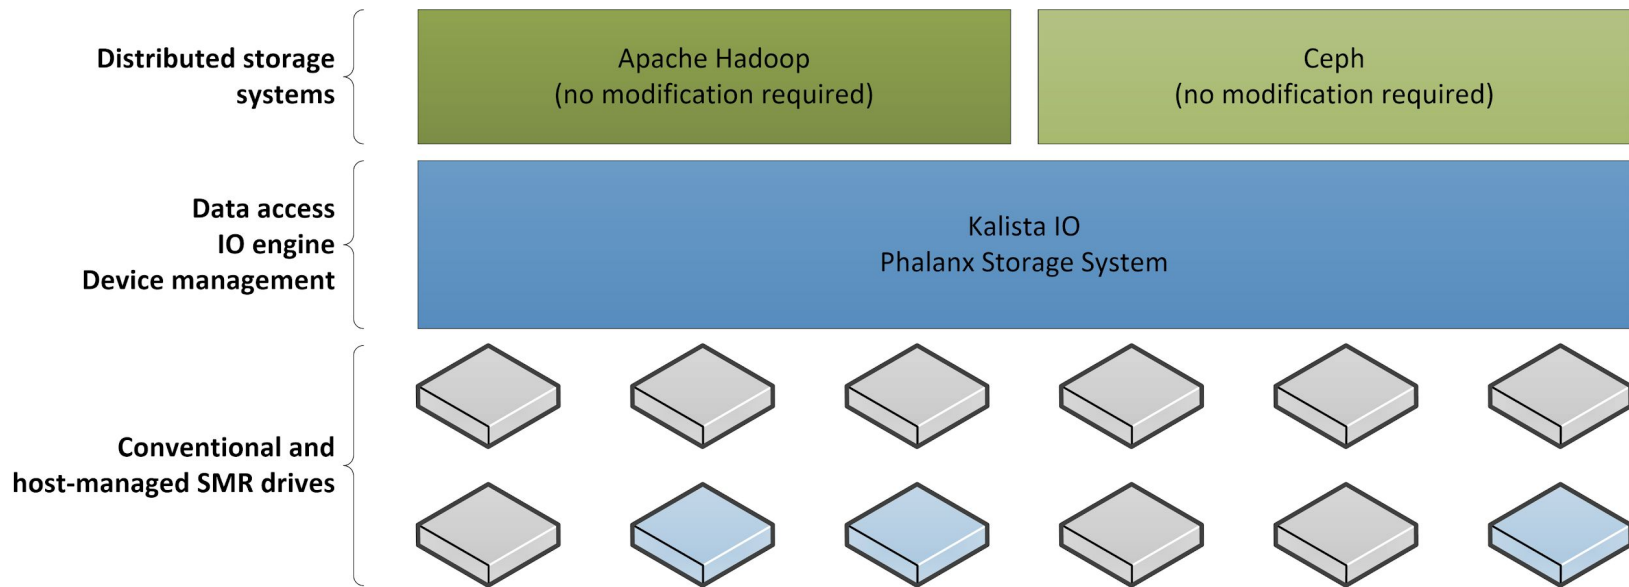 Distributed storage
systems
Apache Hadoop
(no modification required)
Ceph
(no modification required)
Data access
IO engine
Device management
Kalista IO
Phalanx Storage System
Conventional and
host-managed SMR drives